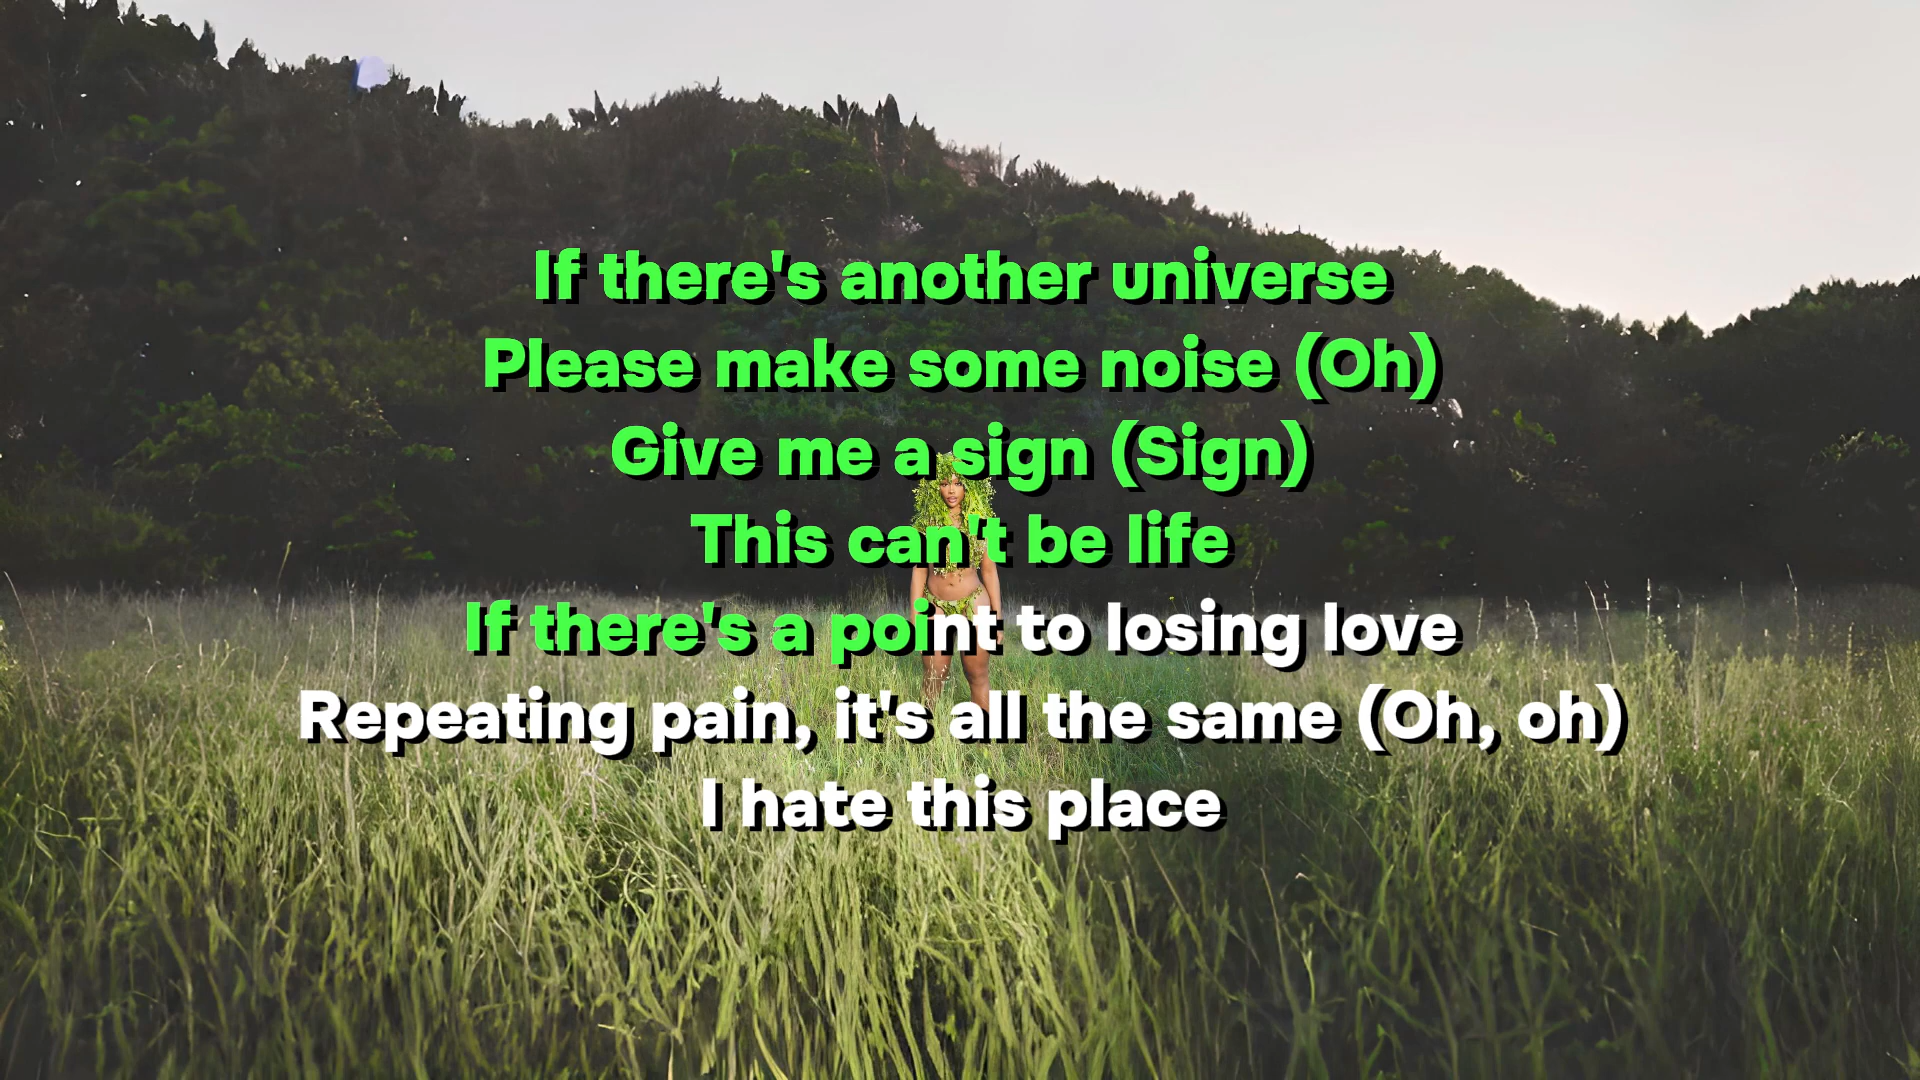 If there's another universe
Please make some noise (Oh)
Give me a sign (Sign)
This can't be life
If there's a point to losing love
Repeating pain, it's all the same (Oh, oh)
I hate this place